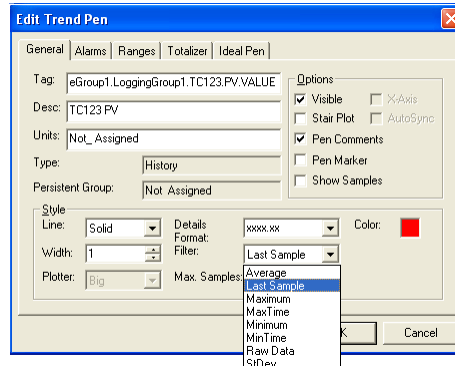 Edit Trend Pen
General Alarms Ranges Totalizer Ideal Pen
Tag: eGroup1.LoggingGroup1.TC123.PV.VALUE
Desc: TC123 PV
Units: Not_ Assigned
Type: History
Persistent Group: Not Assigned
Options
Visible X-Axis
Stair Plot AutoSync
Pen Comments
Pen Marker
Show Samples
Style
Line: Solid Details Format: xxxx.xx Color:
Width: 1 Filter: Last Sample
Plotter: Big Max. Samples:
Average
Last Sample
Maximum
MaxTime
Minimum
MinTime
Raw Data
StDev
K Cancel